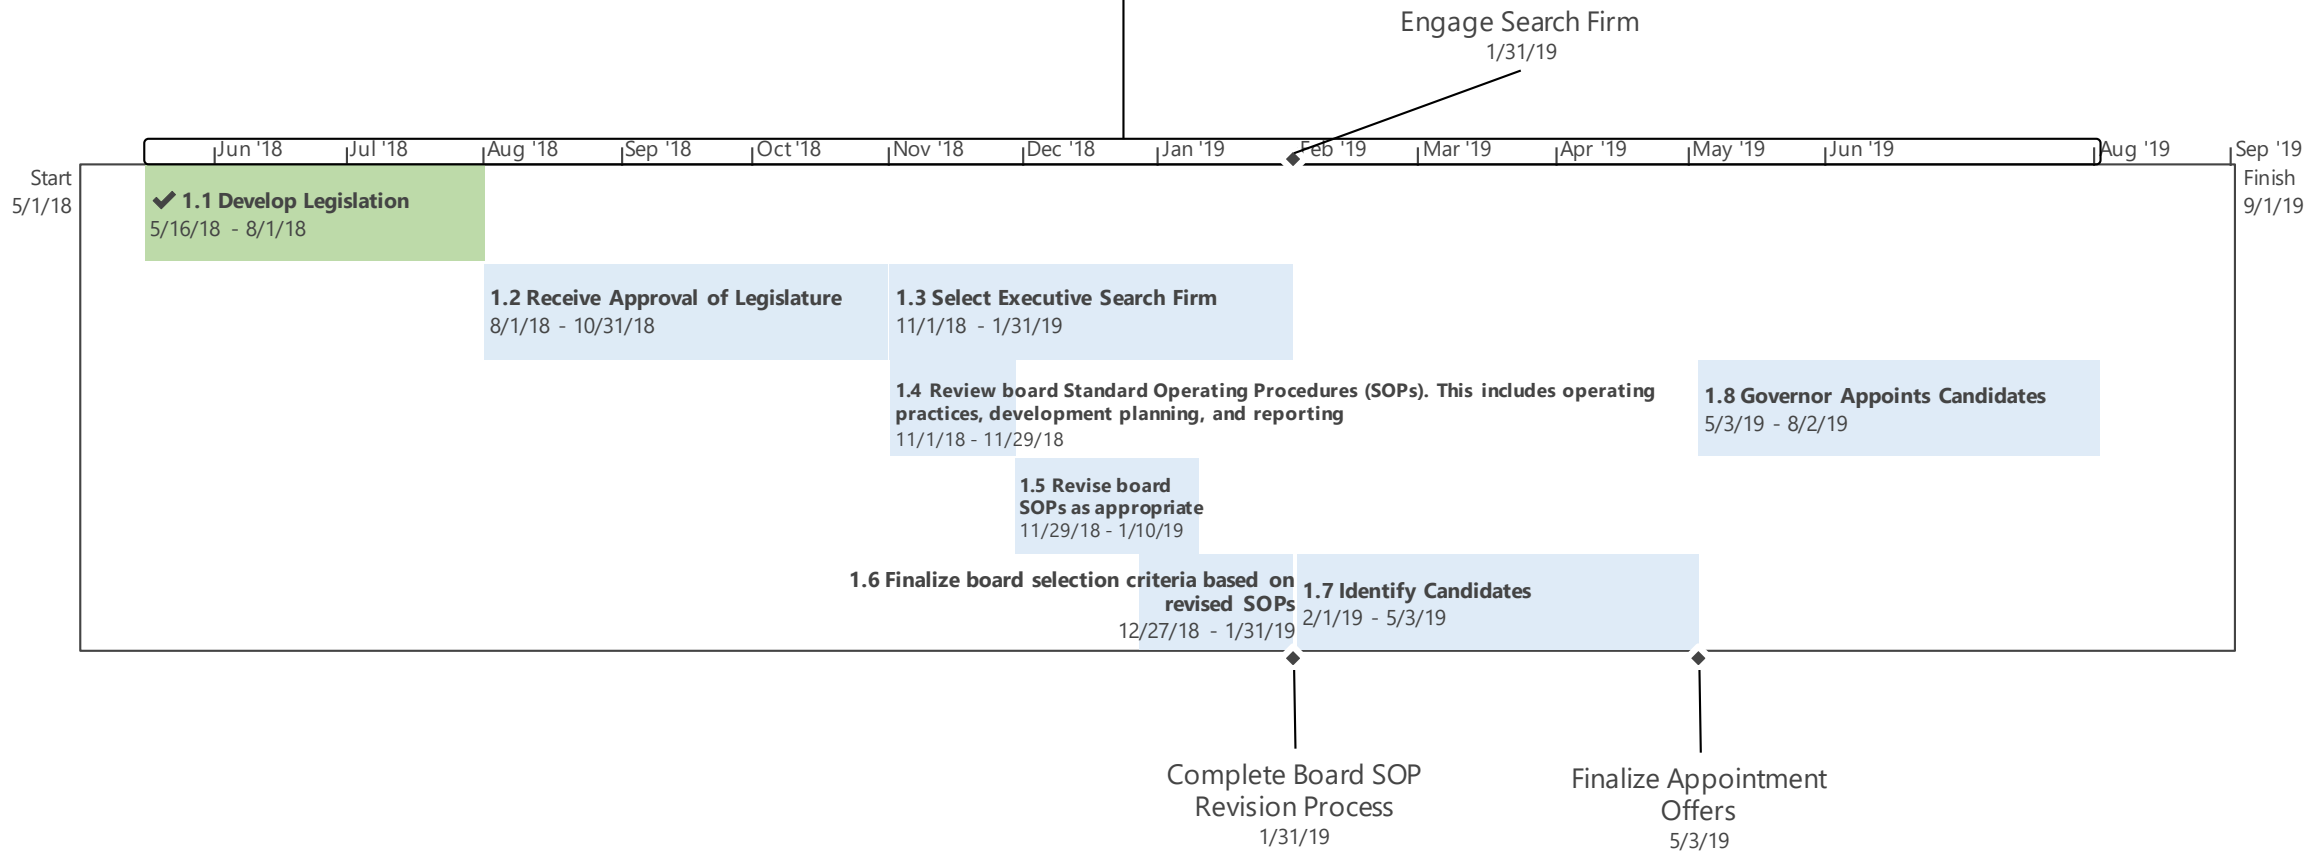 Engage Search Firm
1/31/19
Jun '18
Jul '18
Aug '18
Sep '18
Oct '18
Nov '18
Dec '18
Jan '19
Feb '19
Mar '19
Apr '19
May '19
Jun '19
Aug '19
Sep '19
Start
5/1/18
Finish
9/1/19
1.1 Develop Legislation
5/16/18 - 8/1/18
1.2 Receive Approval of Legislature
8/1/18 - 10/31/18
1.3 Select Executive Search Firm
11/1/18 - 1/31/19
1.4 Review board Standard Operating Procedures (SOPs). This includes operating
practices, development planning, and reporting
11/1/18 - 11/29/18
1.8 Governor Appoints Candidates
5/3/19 - 8/2/19
1.5 Revise board
SOPs as appropriate
11/29/18 - 1/10/19
1.6 Finalize board selection criteria based on
revised SOPs
12/27/18 - 1/31/19
1.7 Identify Candidates
2/1/19 - 5/3/19
Complete Board SOP
Revision Process
1/31/19
Finalize Appointment
Offers
5/3/19